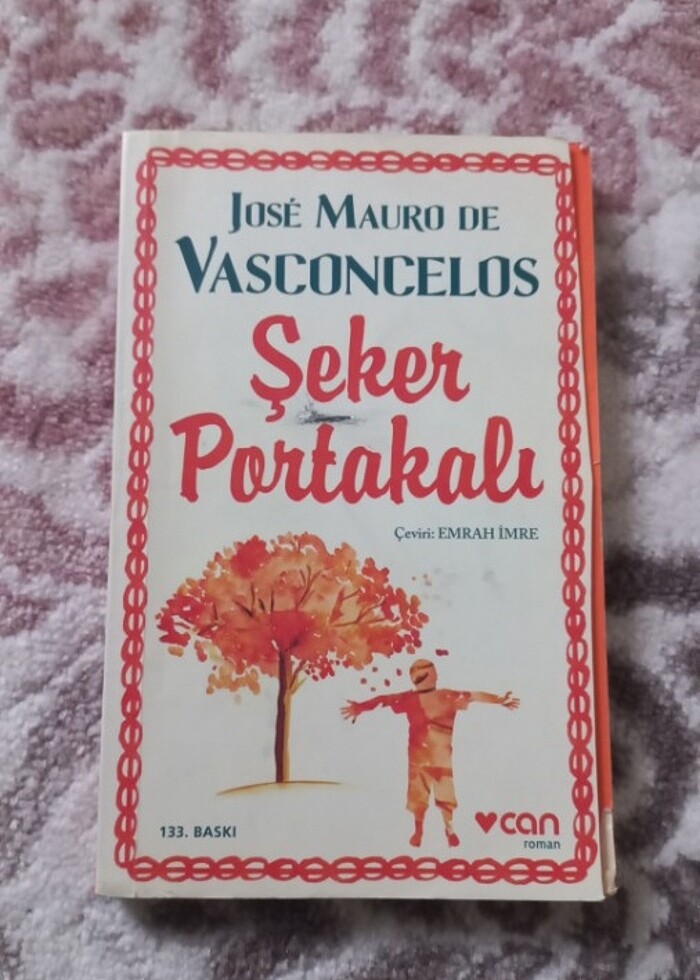 JOSÉ MAURO DE
VASCONCELOS
Şeker
Portakalı
Çeviri: EMRAH İMRE
133. BASKI
can
roman